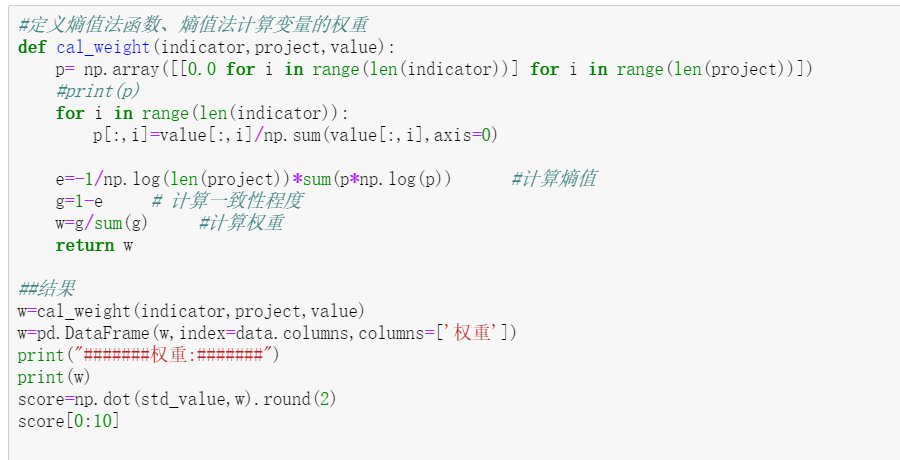 #定义熵值法函数、熵值法计算变量的权重
def cal_weight(indicator,project,value):
    p= np.array([[0.0 for i in range(len(indicator))] for i in range(len(project))])
    #print(p)
    for i in range(len(indicator)):
        p[:,i]=value[:,i]/np.sum(value[:,i],axis=0)

    e=-1/np.log(len(project))*sum(p*np.log(p))      #计算熵值
    g=1-e     # 计算一致性程度
    w=g/sum(g)     #计算权重
    return w

##结果
w=cal_weight(indicator,project,value)
w=pd.DataFrame(w,index=data.columns,columns=['权重'])
print("#######权重:#######")
print(w)
score=np.dot(std_value,w).round(2)
score[0:10]